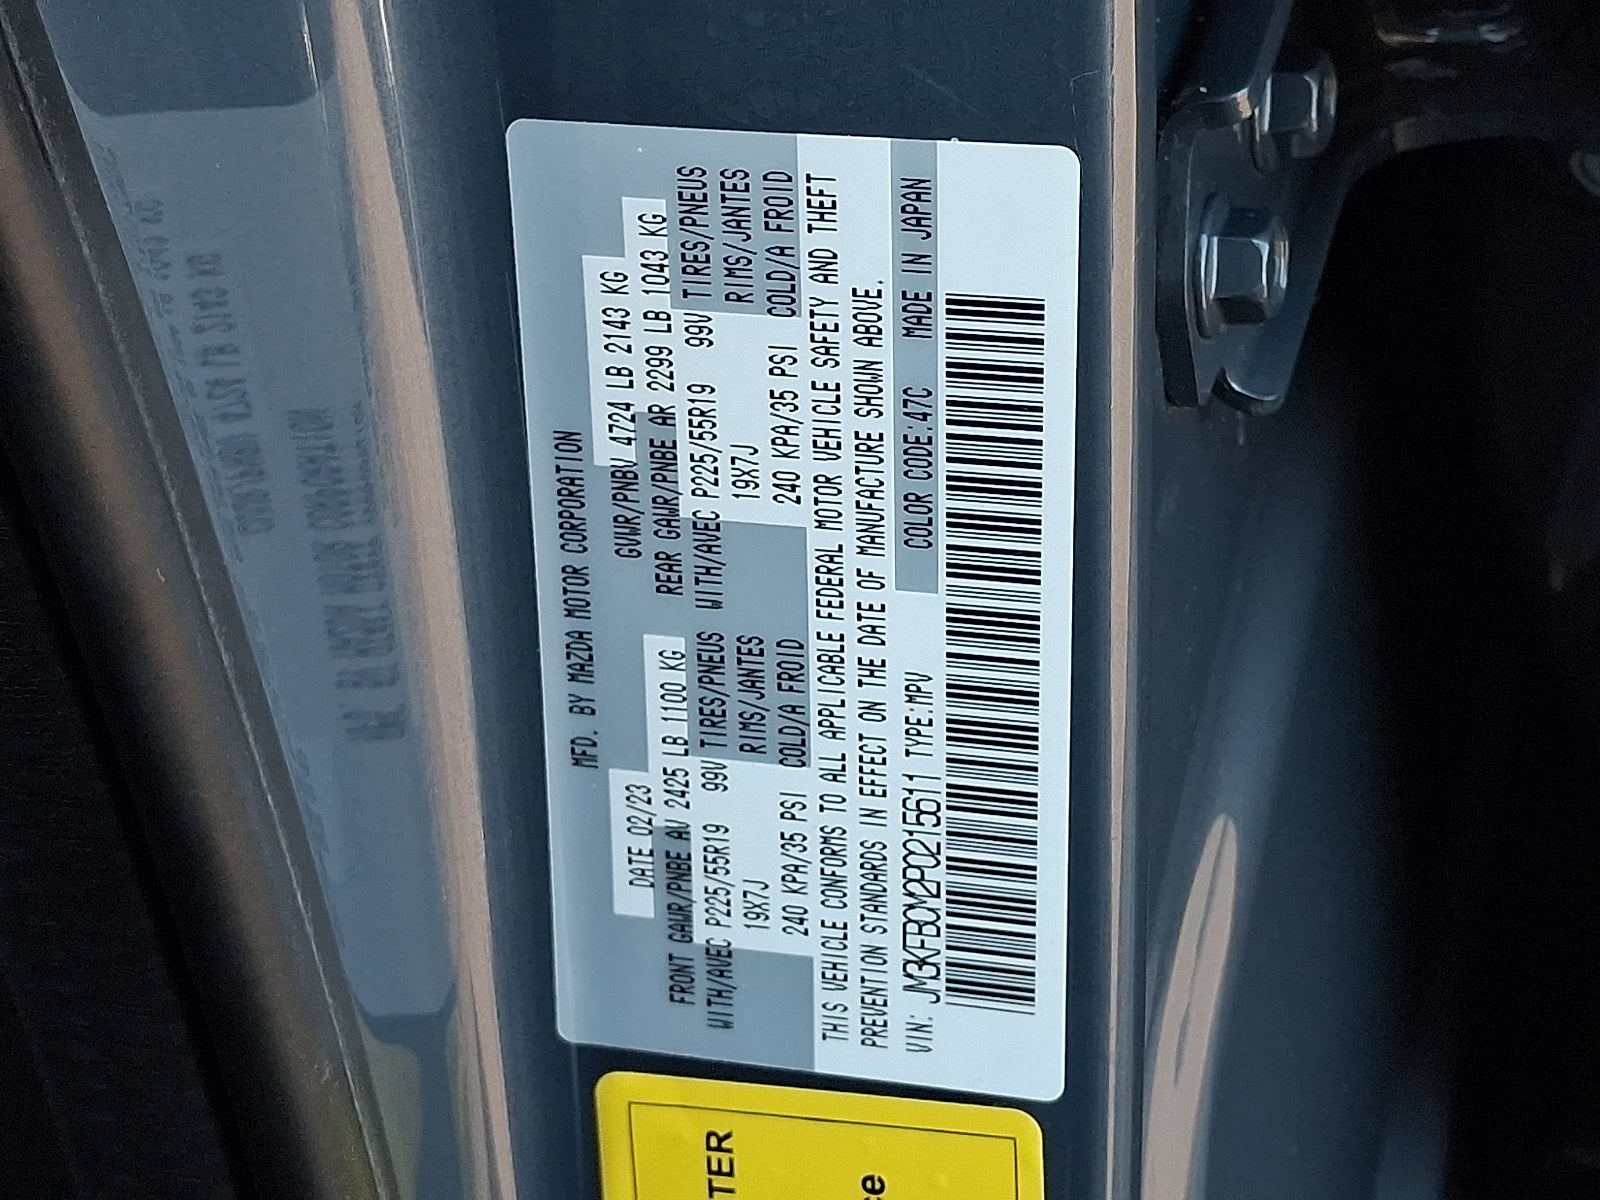 MFD. BY MAZDA MOTOR CORPORATION
DATE 02/23 GVWR/PNBV 4724 LB 2143 KG
FRONT GAWR/PNBE AV 2425 LB 1100 KG REAR GAWR/PNBE AR 2299 LB 1043 KG
WITH/AVEC P225/55R19 99V TIRES/PNEUS WITH/AVEC P225/55R19 99V TIRES/PNEUS
19X7J RIMS/JANTES 19X7J RIMS/JANTES
240 KPA/35 PSI COLD/A FROID 240 KPA/35 PSI COLD/A FROID
THIS VEHICLE CONFORMS TO ALL APPLICABLE FEDERAL MOTOR VEHICLE SAFETY AND THEFT
PREVENTION STANDARDS IN EFFECT ON THE DATE OF MANUFACTURE SHOWN ABOVE.
VIN: JM3KFBCM2P0215611 TYPE:MPV COLOR CODE:47C MADE IN JAPAN
TER
ce